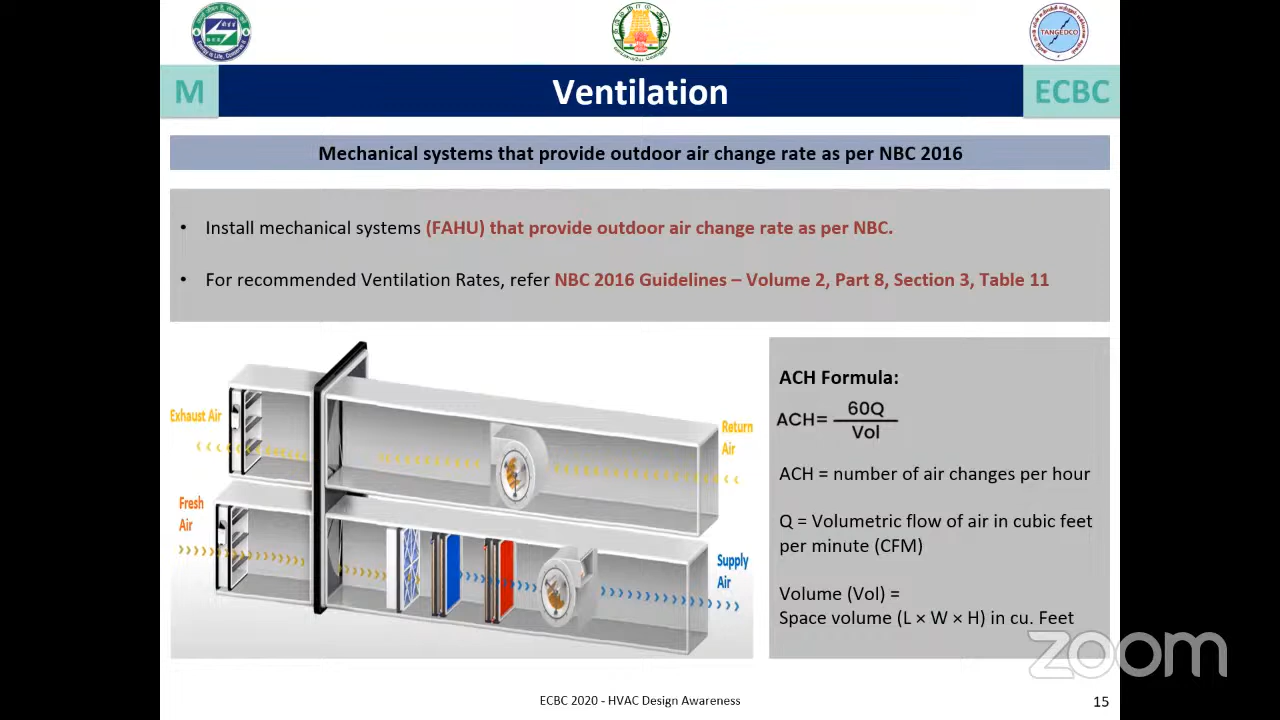 TANGEDCO
M
Ventilation
ECBC
Mechanical systems that provide outdoor air change rate as per NBC 2016
• Install mechanical systems (FAHU) that provide outdoor air change rate as per NBC.
• For recommended Ventilation Rates, refer NBC 2016 Guidelines – Volume 2, Part 8, Section 3, Table 11
Exhaust Air
Return
Air
Fresh
Air
Supply
Air
ACH Formula:
ACH= 60Q
Vol
ACH = number of air changes per hour
Q = Volumetric flow of air in cubic feet
per minute (CFM)
Volume (Vol) =
Space volume (L × W × H) in cu. Feet
zoom
ECBC 2020 - HVAC Design Awareness
15